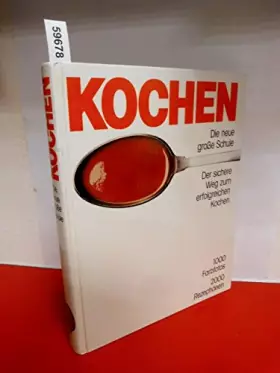 59678
KOCHEN
Die neue
große Schule
Der sichere
Weg zum
erfolgreichen
Kochen
1000
Farbfotos
2000
Rezeptideen
KOCHEN